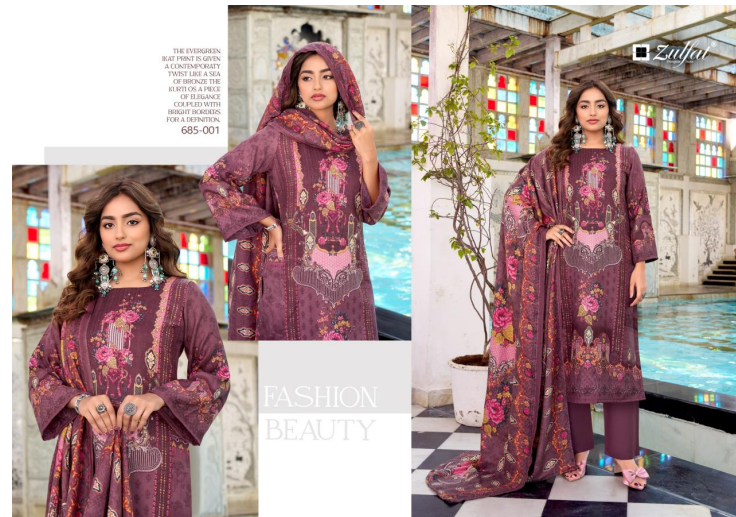 THE EVERGREEN
IKAT PRINT IS GIVEN
A CONTEMPORATY
TWIST LIKE A SEA
OF BRONZE THE
KURTI OS A PIECE
OF ELEGANCE
COUPLED WITH
BRIGHT BORDERS
FOR A DEFINITION.
685-001
Zulfat
FASHION
BEAUTY